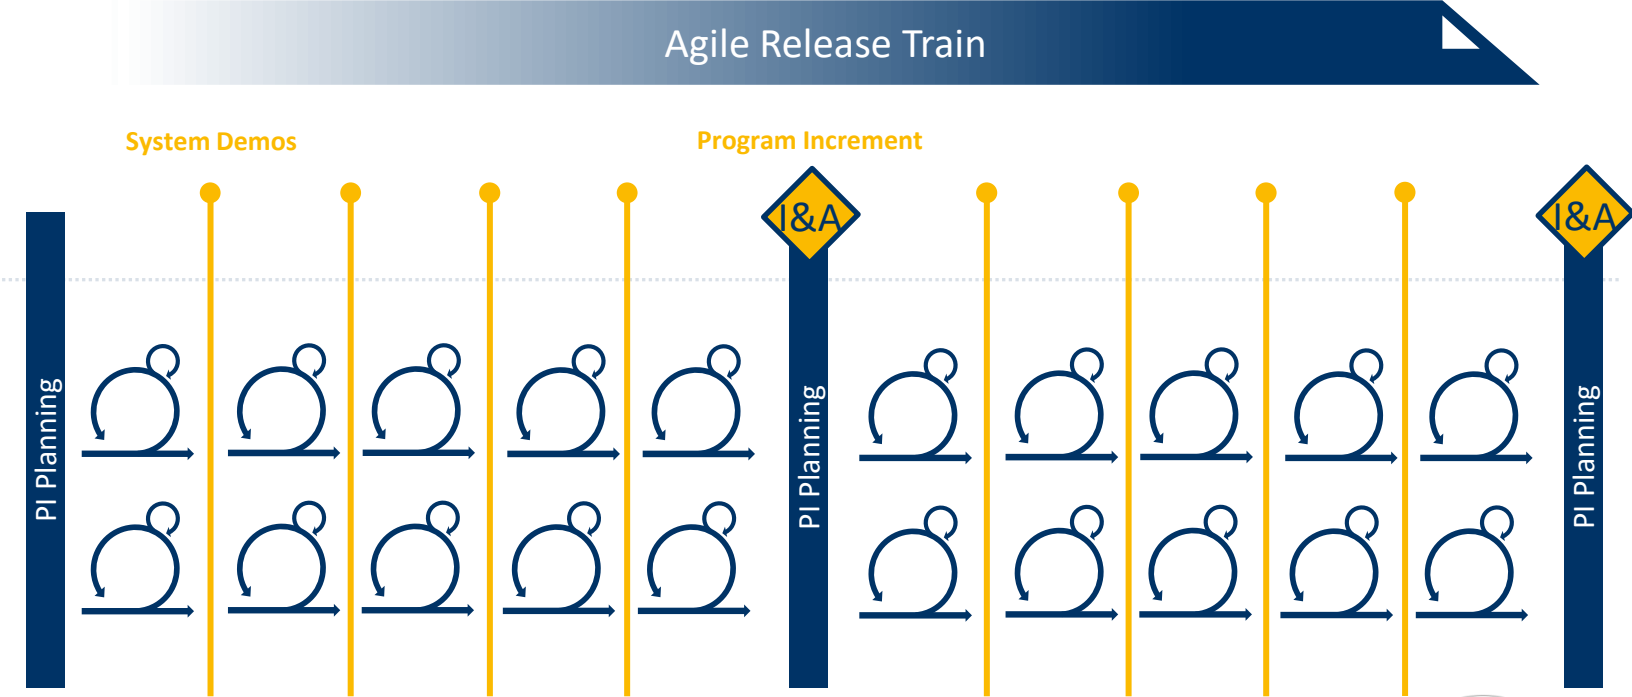 Agile Release Train
System Demos
Program Increment
I&A
I&A
PI Planning
PI Planning
PI Planning